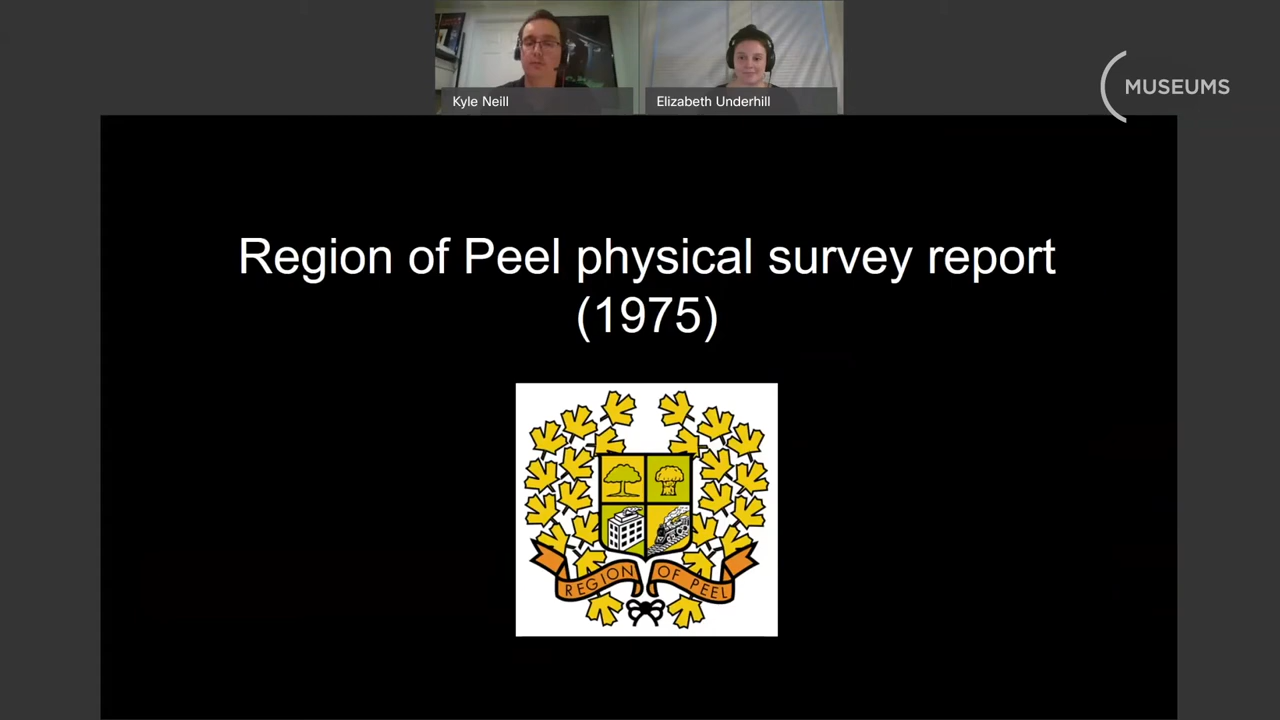 Kyle Neill
Elizabeth Underhill
MUSEUMS
Region of Peel physical survey report
(1975)
REGION OF PEEL